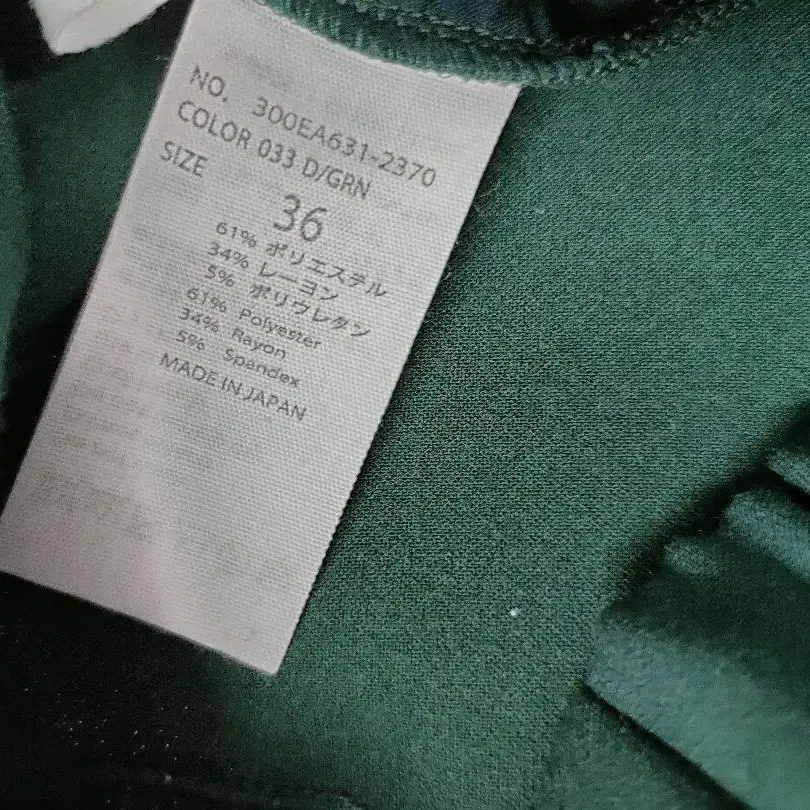 NO. 300EA631-2370
COLOR 033 D/GRN
SIZE
36
61% ポリエステル
34% レーヨン
5% ポリウレタン
61% Polyester
34% Rayon
5% Spandex
MADE IN JAPAN